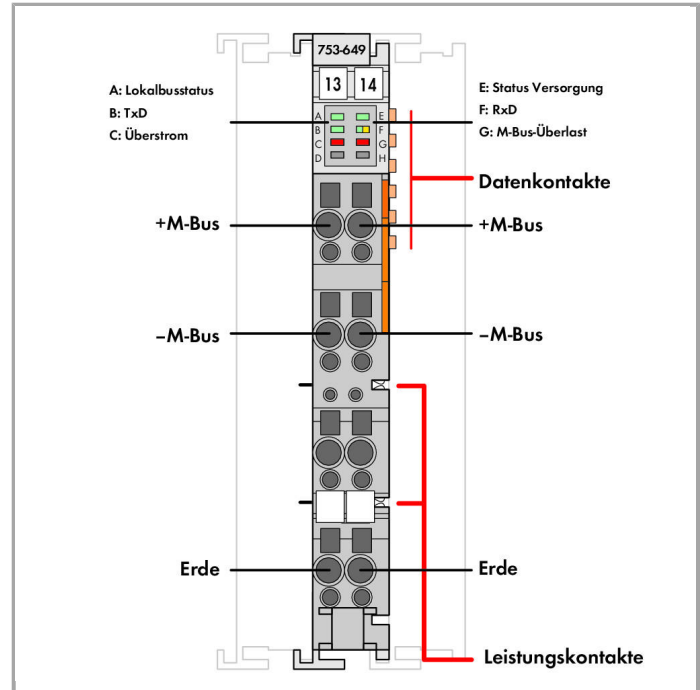 753-649
13 14
A: Lokalbusstatus
B: TxD
C: Überstrom
E: Status Versorgung
F: RxD
G: M-Bus-Überlast
A E
B F
C G
D H
Datenkontakte
+M-Bus +M-Bus
–M-Bus –M-Bus
Erde Erde
Leistungskontakte